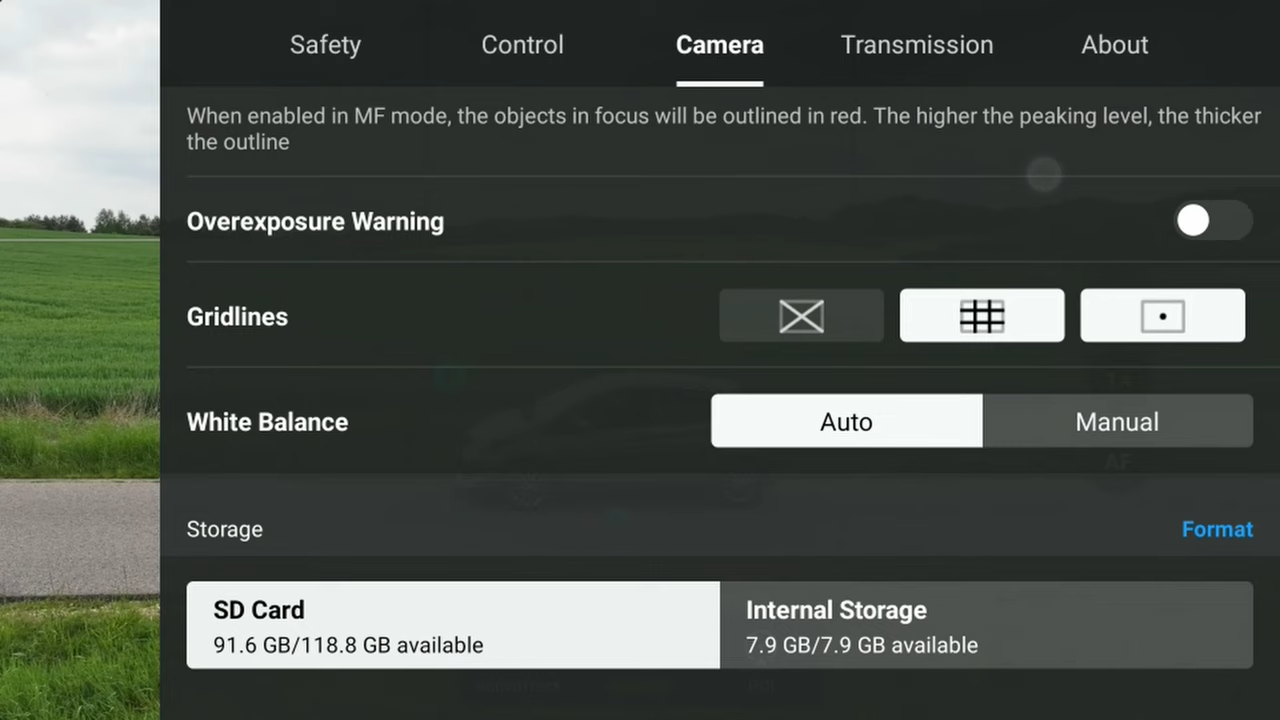 Safety Control Camera Transmission About
When enabled in MF mode, the objects in focus will be outlined in red. The higher the peaking level, the thicker
the outline
Overexposure Warning
Gridlines
White Balance Auto Manual
AF
Storage Format
SD Card Internal Storage
91.6 GB/118.8 GB available 7.9 GB/7.9 GB available